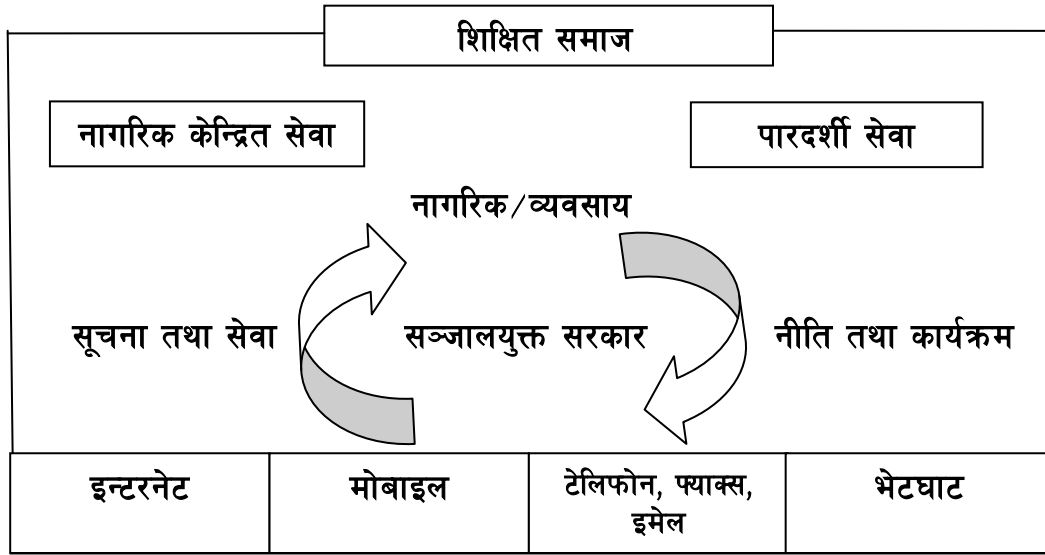 शिक्षित समाज
नागरिक केन्द्रित सेवा
पारदर्शी सेवा
नागरिक/व्यवसाय
सूचना तथा सेवा
सञ्जालयुक्त सरकार
नीति तथा कार्यक्रम
इन्टरनेट
मोबाइल
टेलिफोन, फ्याक्स,
इमेल
भेटघाट